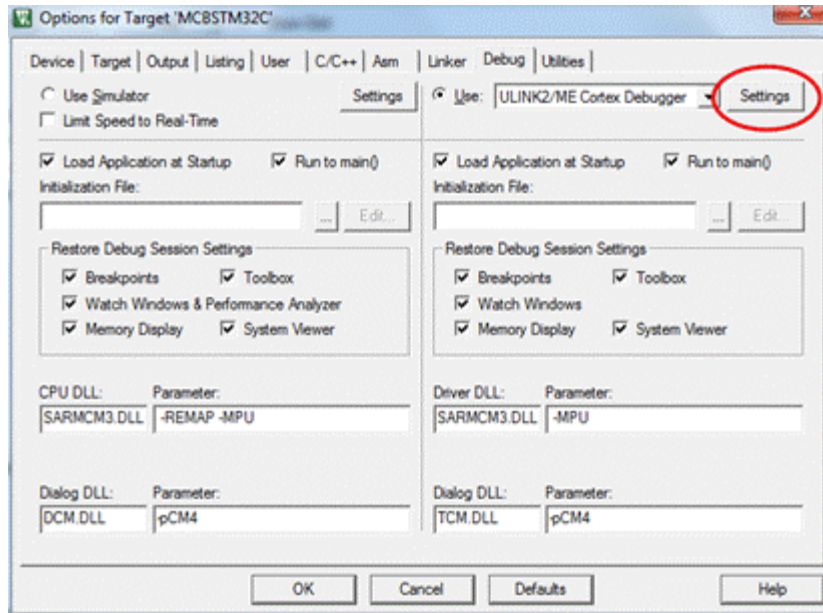 Options for Target 'MCBSTM32C'
Device Target Output Listing User C/C++ Asm Linker Debug Utilities
Use Simulator Settings
Limit Speed to Real-Time
Use: ULINK2/ME Cortex Debugger Settings
Load Application at Startup Run to main()
Initialization File:
... Edit...
Restore Debug Session Settings
Breakpoints Toolbox
Watch Windows & Performance Analyzer
Memory Display System Viewer
Load Application at Startup Run to main()
Initialization File:
... Edit...
Restore Debug Session Settings
Breakpoints Toolbox
Watch Windows
Memory Display System Viewer
CPU DLL: Parameter:
SARMCM3.DLL -REMAP -MPU
Driver DLL: Parameter:
SARMCM3.DLL -MPU
Dialog DLL: Parameter:
DCM.DLL -pCM4
Dialog DLL: Parameter:
TCM.DLL -pCM4
OK Cancel Defaults Help